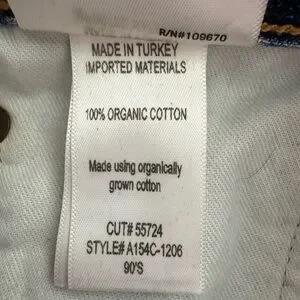 R/N#109670
MADE IN TURKEY
IMPORTED MATERIALS
100% ORGANIC COTTON
Made using organically
grown cotton
CUT# 55724
STYLE# A154C-1206
90'S